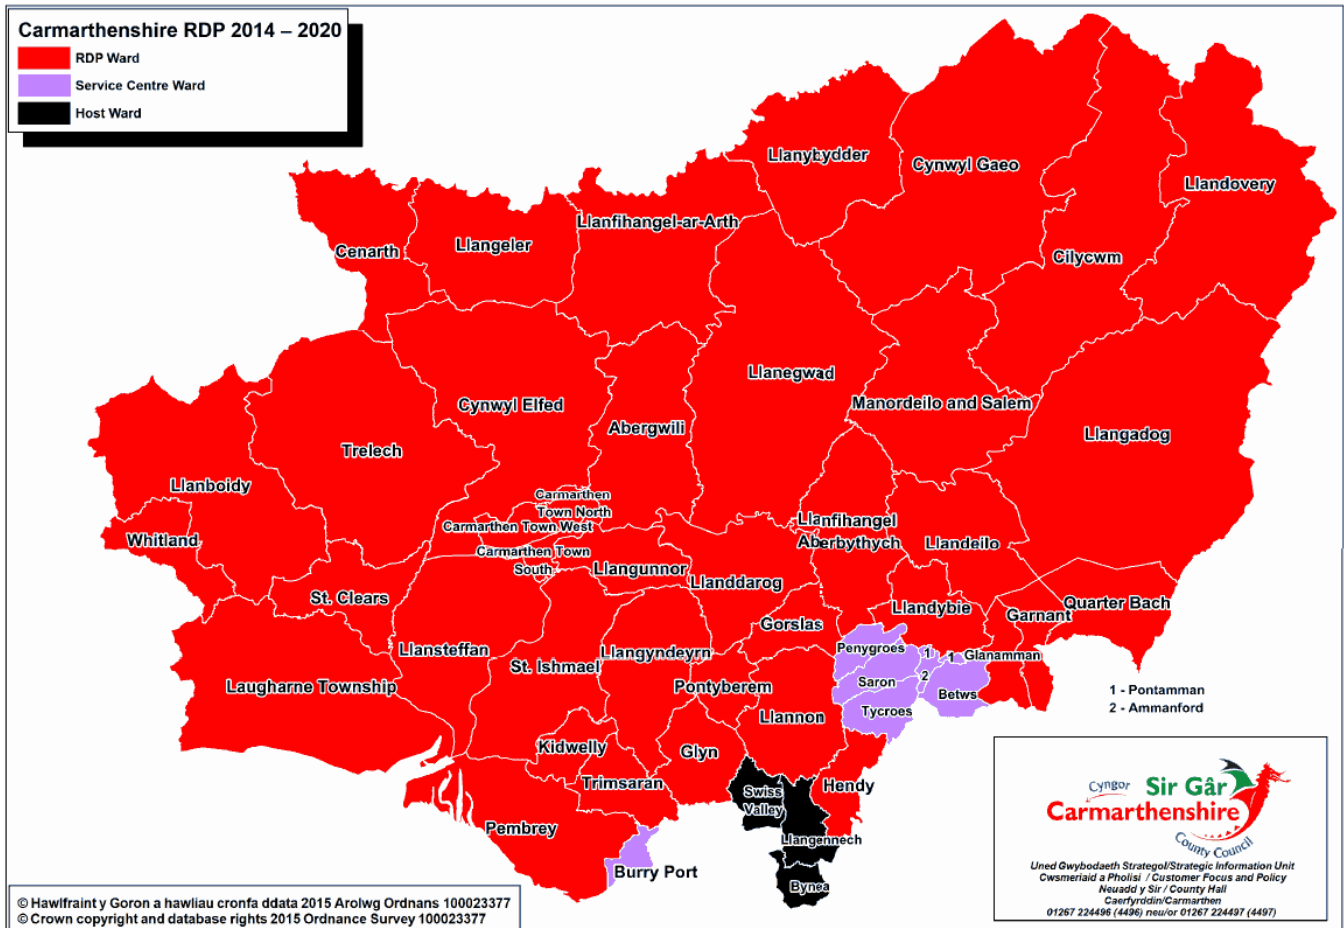 Carmarthenshire RDP 2014 – 2020
RDP Ward
Service Centre Ward
Host Ward
Llanybydder
Cynwyl Gaeo
Llandovery
Llanfihangel-ar-Arth
Cenarth
Llangeler
Cilycwm
Llanegwad
Cynwyl Elfed
Manordeilo and Salem
Abergwili
Llangadog
Trelech
Llanboidy
Carmarthen
Town North
Carmarthen Town West
Llanfihangel
Aberbythych
Whitland
Llandeilo
Carmarthen Town
South
Llangunnor
Llanddarog
St. Clears
Quarter Bach
Llandybie
Garnant
Gorslas
Penygroes
1
1
Glanamman
Llansteffan
Llangyndeyrn
St. Ishmael
2
Saron
Laugharne Township
Pontyberem
Betws
1 - Pontamman
2 - Ammanford
Tycroes
Llannon
Kidwelly
Glyn
Trimsaran
Hendy
Swiss
Valley
Pembrey
Llangennech
Burry Port
Bynea
Cyngor Sir Gâr
Carmarthenshire
County Council
Uned Gwybodaeth Strategol/Strategic Information Unit
Cwsmeriaid a Pholisi / Customer Focus and Policy
Neuadd y Sir / County Hall
Caerfyrddin/Carmarthen
01267 224496 (4496) neu/or 01267 224497 (4497)
© Hawlfraint y Goron a hawliau cronfa ddata 2015 Arolwg Ordnans 100023377
© Crown copyright and database rights 2015 Ordnance Survey 100023377